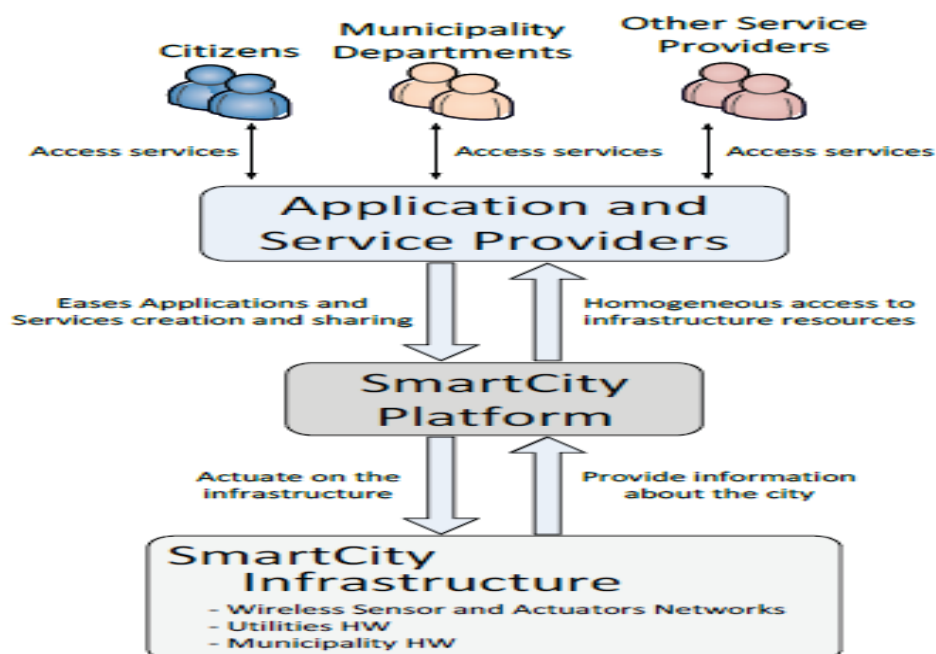 Citizens
Municipality
Departments
Other Service
Providers
Access services
Access services
Access services
Application and
Service Providers
Eases Applications and
Services creation and sharing
Homogeneous access to
infrastructure resources
SmartCity
Platform
Actuate on the
infrastructure
Provide information
about the city
SmartCity
Infrastructure
- Wireless Sensor and Actuators Networks
- Utilities HW
- Municipality HW